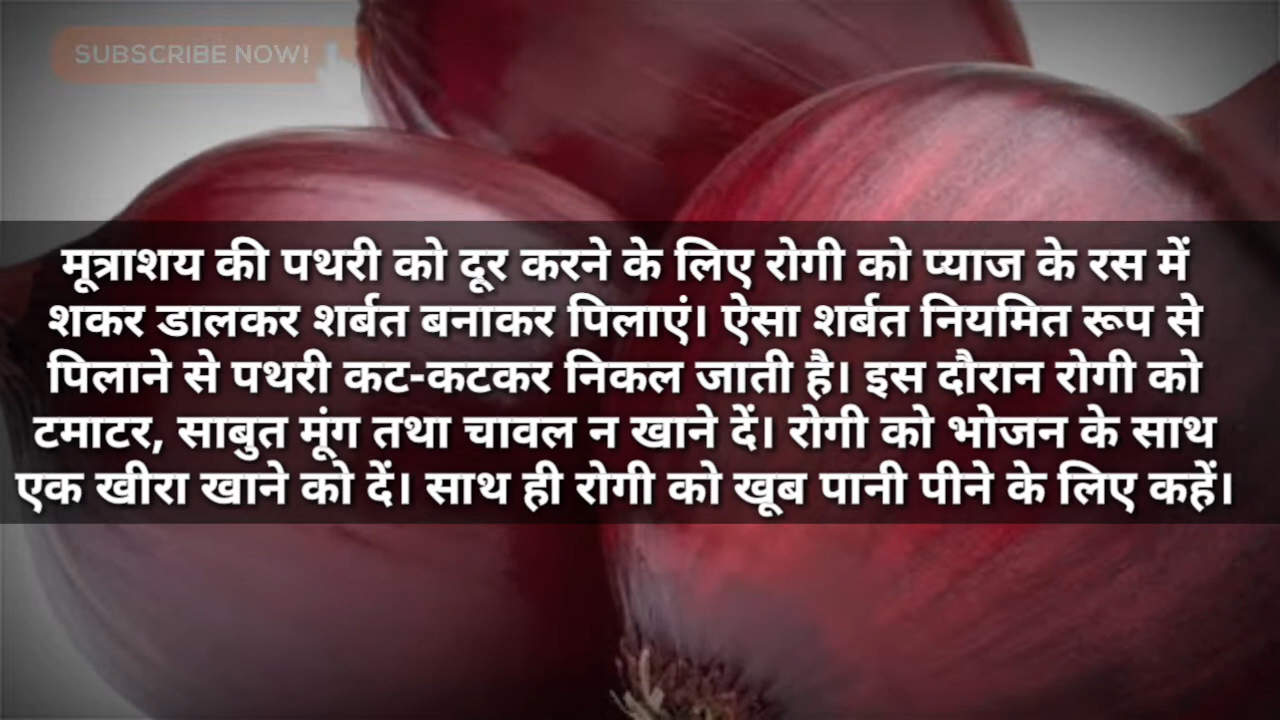 SUBSCRIBE NOW!
मूत्राशय की पथरी को दूर करने के लिए रोगी को प्याज के रस में
शकर डालकर शर्बत बनाकर पिलाएं। ऐसा शर्बत नियमित रूप से
पिलाने से पथरी कट-कटकर निकल जाती है। इस दौरान रोगी को
टमाटर, साबुत मूंग तथा चावल न खाने दें। रोगी को भोजन के साथ
एक खीरा खाने को दें। साथ ही रोगी को खूब पानी पीने के लिए कहें।